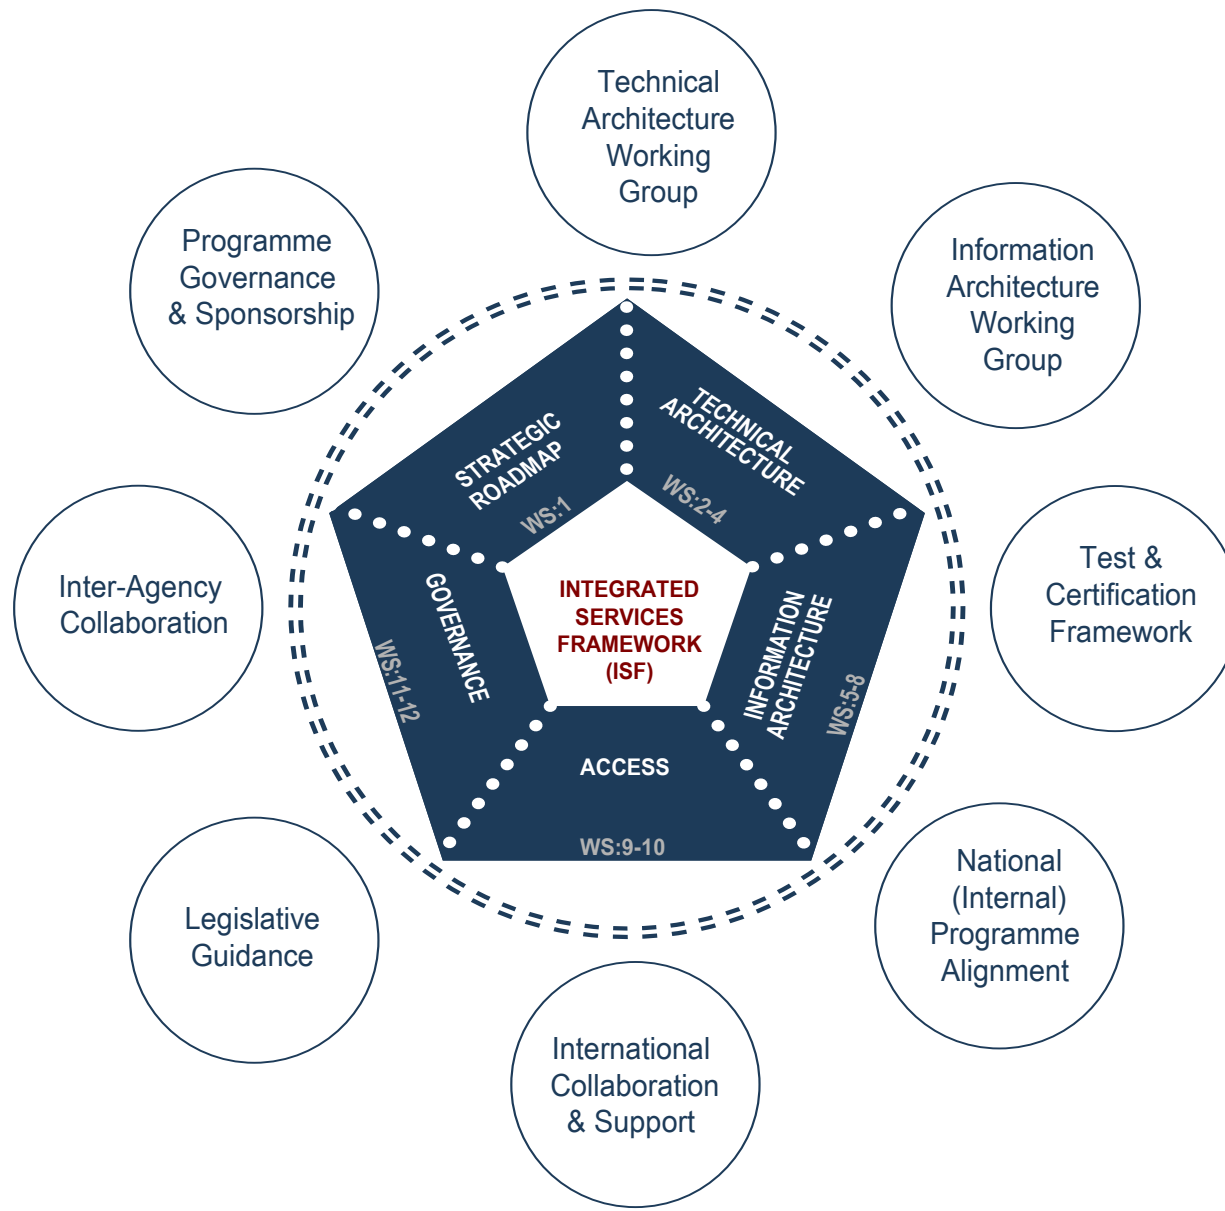 Technical
Architecture
Working
Group
Programme
Governance
& Sponsorship
Information
Architecture
Working
Group
STRATEGIC
ROADMAP
WS:1
TECHNICAL
ARCHITECTURE
WS:2-4
Inter-Agency
Collaboration
GOVERNANCE
WS:11-12
INTEGRATED
SERVICES
FRAMEWORK
(ISF)
INFORMATION
ARCHITECTURE
WS:5-8
Test &
Certification
Framework
ACCESS
WS:9-10
Legislative
Guidance
National
(Internal)
Programme
Alignment
International
Collaboration
& Support